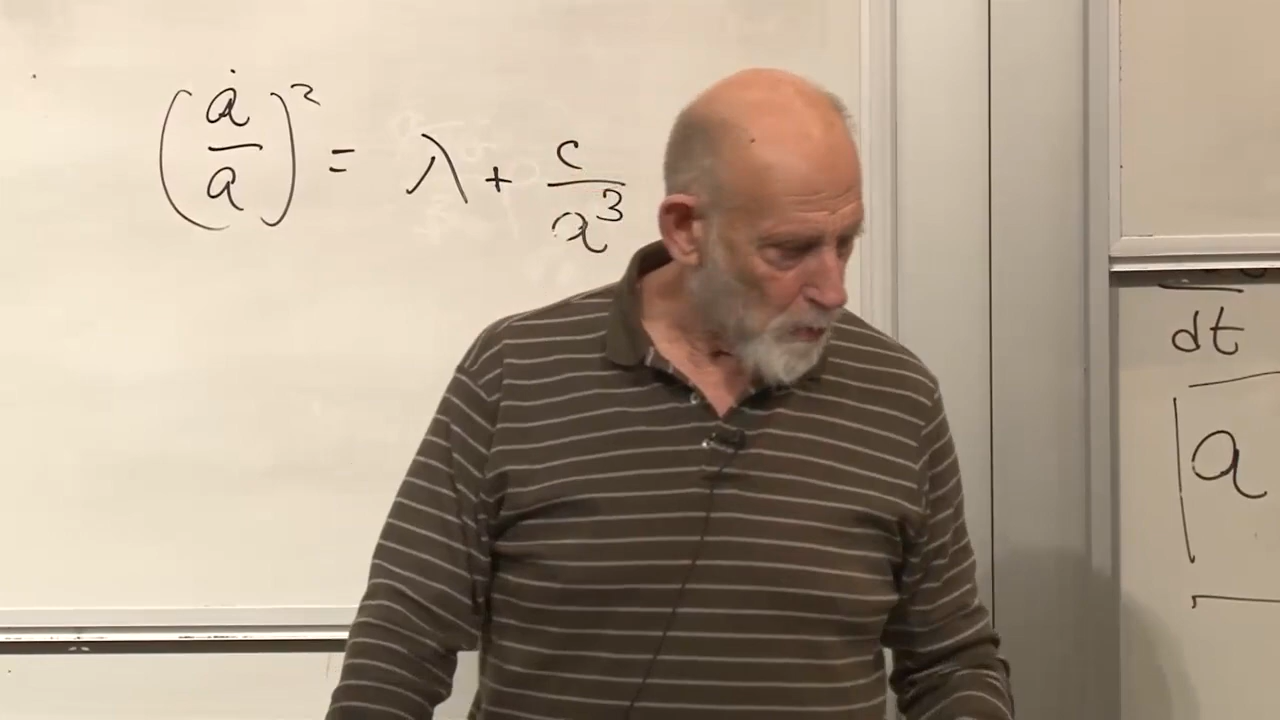 (ȧ/a)² = λ + c/a³
dt
a